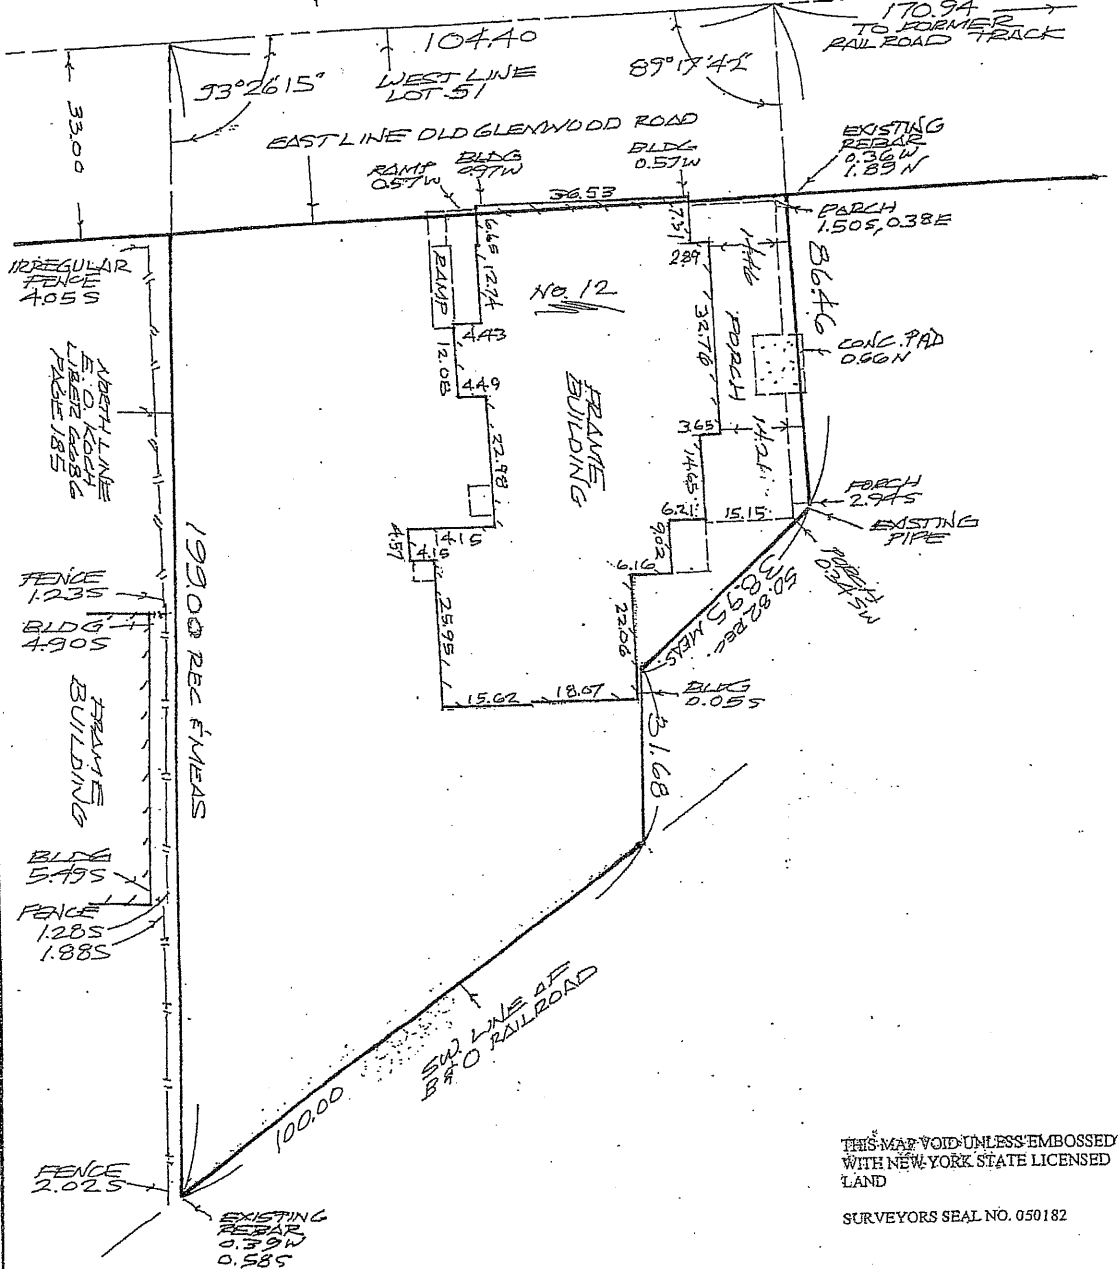 170.94
TO FORMER
RAILROAD TRACK
104.40
33.00
93°26'15"
WEST LINE
LOT 51
89°17'42"
EAST LINE OLD GLENWOOD ROAD
RAMP
0.57W
BLDG
0.97W
36.53
BLDG
0.57W
EXISTING
REBAR
0.36W
1.89N
PORCH
1.50S, 0.38E
IRREGULAR
FENCE
4.05S
RAMP
6.65
12.74
No. 12
7.31
2.89
14.46
86.46
4.43
32.76
PORCH
CONC. PAD
0.66N
12.08
4.49
NORTH LINE
E. O. KOCH
LIBER 6686
PAGE 185
FRAME
BUILDING
22.98
3.65
14.65
14.21
PORCH
2.94S
EXISTING
PIPE
6.21
15.15
PORCH
0.34SW
4.57
4.15
4.15
9.02
6.16
50.82 REC.
38.95 MEAS.
199.00 REC & MEAS
FENCE
1.23S
BLDG
4.90S
25.95
22.06
15.62
18.07
BLDG
0.05S
31.68
FRAME
BUILDING
BLDG
5.49S
FENCE
1.28S
1.88S
SW. LINE OF
B & O RAILROAD
100.00
FENCE
2.02S
EXISTING
REBAR
0.39W
0.58S
THIS MAP VOID UNLESS EMBOSSED
WITH NEW YORK STATE LICENSED
LAND
SURVEYORS SEAL NO. 050182